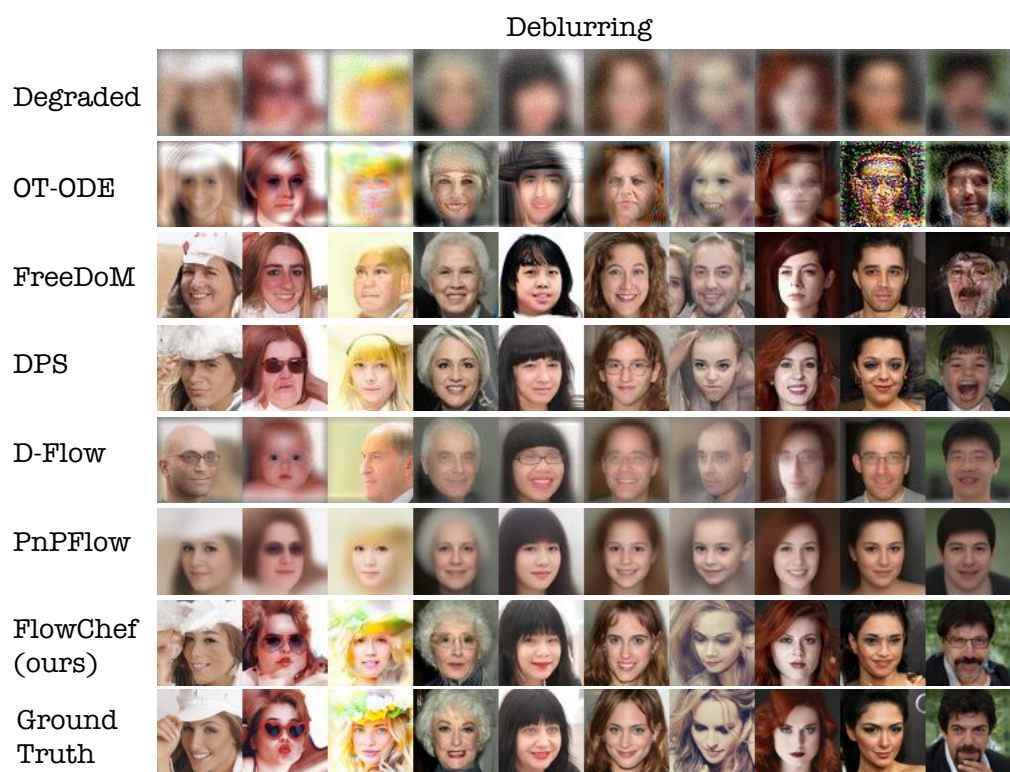 Deblurring
Degraded
OT-ODE
FreeDoM
DPS
D-Flow
PnPFlow
FlowChef
(ours)
Ground
Truth